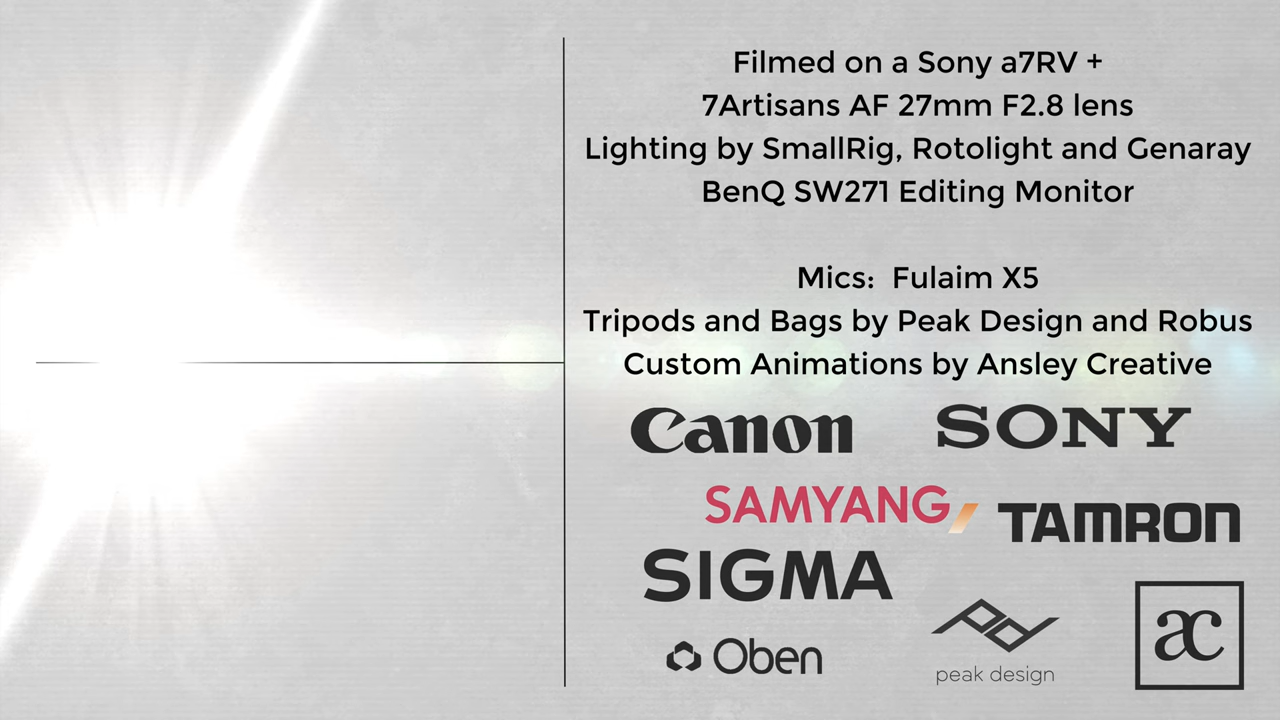 Filmed on a Sony a7RV +
7Artisans AF 27mm F2.8 lens
Lighting by SmallRig, Rotolight and Genaray
BenQ SW271 Editing Monitor
Mics: Fulaim X5
Tripods and Bags by Peak Design and Robus
Custom Animations by Ansley Creative
Canon SONY
SAMYANG TAMRON
SIGMA
Oben pd peak design ac